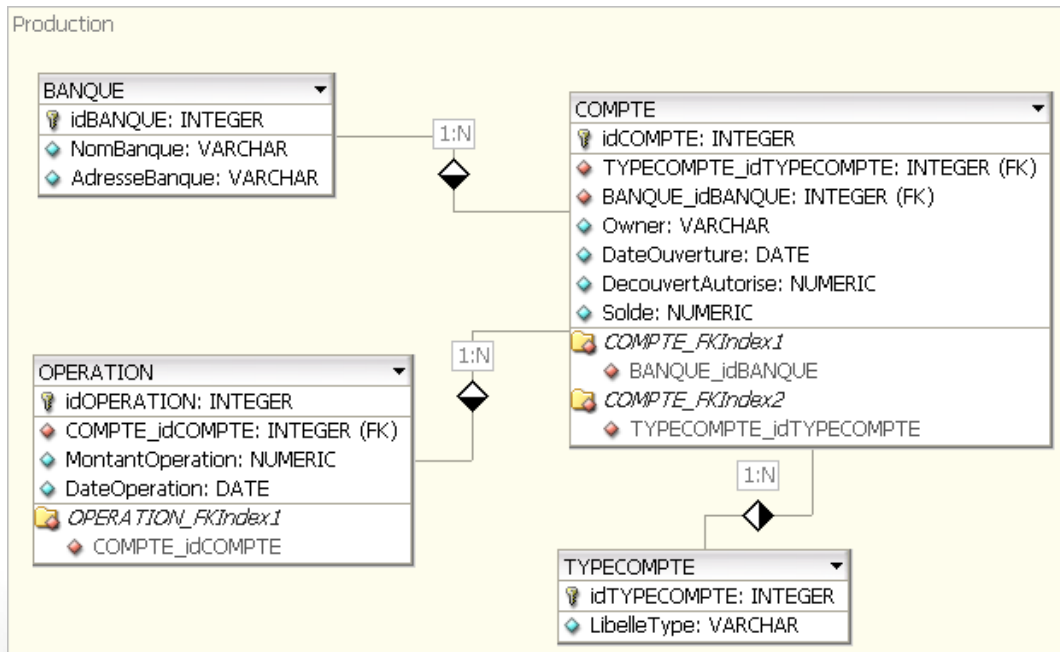 Production
BANQUE
idBANQUE: INTEGER
NomBanque: VARCHAR
AdresseBanque: VARCHAR
1:N
COMPTE
idCOMPTE: INTEGER
TYPECOMPTE_idTYPECOMPTE: INTEGER (FK)
BANQUE_idBANQUE: INTEGER (FK)
Owner: VARCHAR
DateOuverture: DATE
DecouvertAutorise: NUMERIC
Solde: NUMERIC
COMPTE_FKIndex1
BANQUE_idBANQUE
COMPTE_FKIndex2
TYPECOMPTE_idTYPECOMPTE
1:N
OPERATION
idOPERATION: INTEGER
COMPTE_idCOMPTE: INTEGER (FK)
MontantOperation: NUMERIC
DateOperation: DATE
OPERATION_FKIndex1
COMPTE_idCOMPTE
1:N
TYPECOMPTE
idTYPECOMPTE: INTEGER
LibelleType: VARCHAR